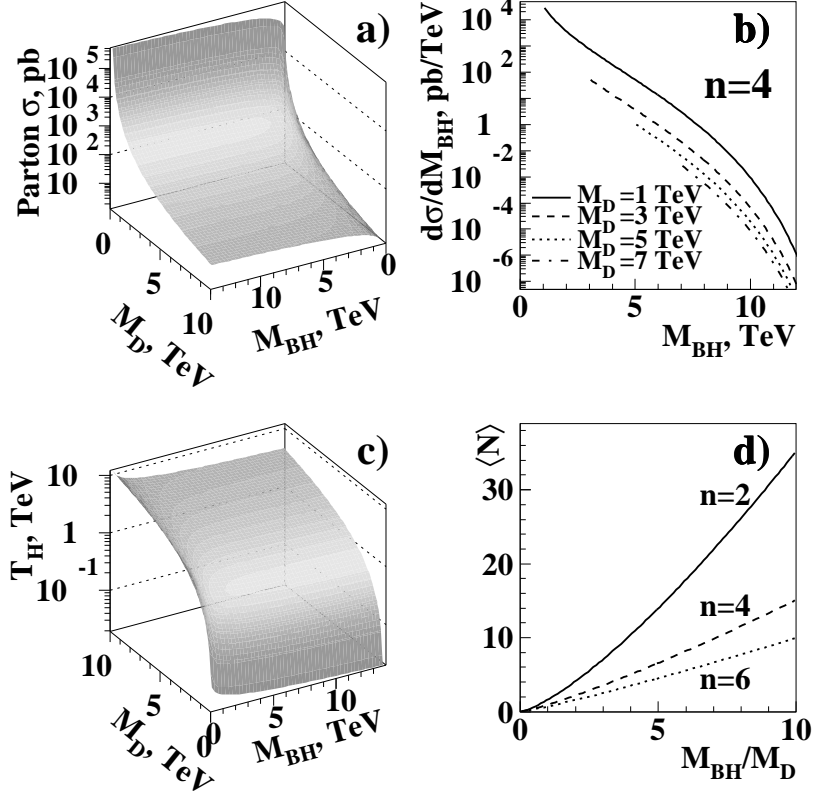 a)
Parton σ, pb
10 5
10 4
10 3
10 2
10
0
5
10
M_D, TeV
10
5
0
M_BH, TeV
b)
n=4
dσ/dM_BH, pb/TeV
10 4
10 2
1
10 -2
10 -4
10 -6
10 -7
M_D=1 TeV
M_D=3 TeV
M_D=5 TeV
M_D=7 TeV
0
5
10
M_BH, TeV
c)
T_H, TeV
10
1
10 -1
10
5
0
M_D, TeV
0
5
10
M_BH, TeV
d)
⟨N⟩
30
20
10
0
n=2
n=4
n=6
0
5
10
M_BH/M_D